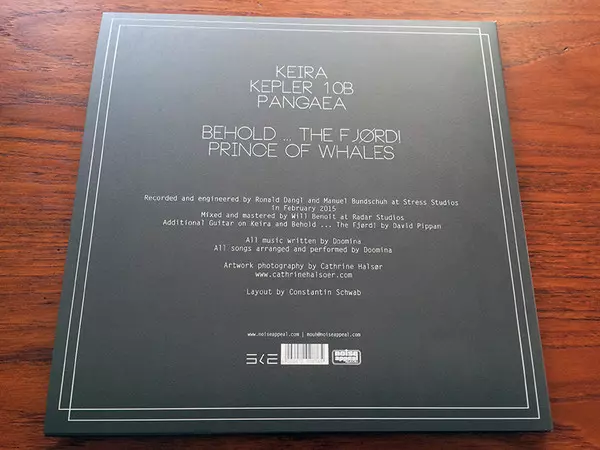 KEIRA
KEPLER 10B
PANGAEA
BEHOLD ... THE FJØRD!
PRINCE OF WHALES
Recorded and engineered by Ronald Dangl and Manuel Bundschuh at Stress Studios
in February 2015
Mixed and mastered by Will Benoit at Radar Studios
Additional Guitar on Keira and Behold ... The Fjørd! by David Pippan
All music written by Doomina
All songs arranged and performed by Doomina
Artwork photography by Cathrine Halsør
www.cathrinehalsoer.com
Layout by Constantin Schwab
www.noiseappeal.com | mouh@noiseappeal.com
noise
appeal